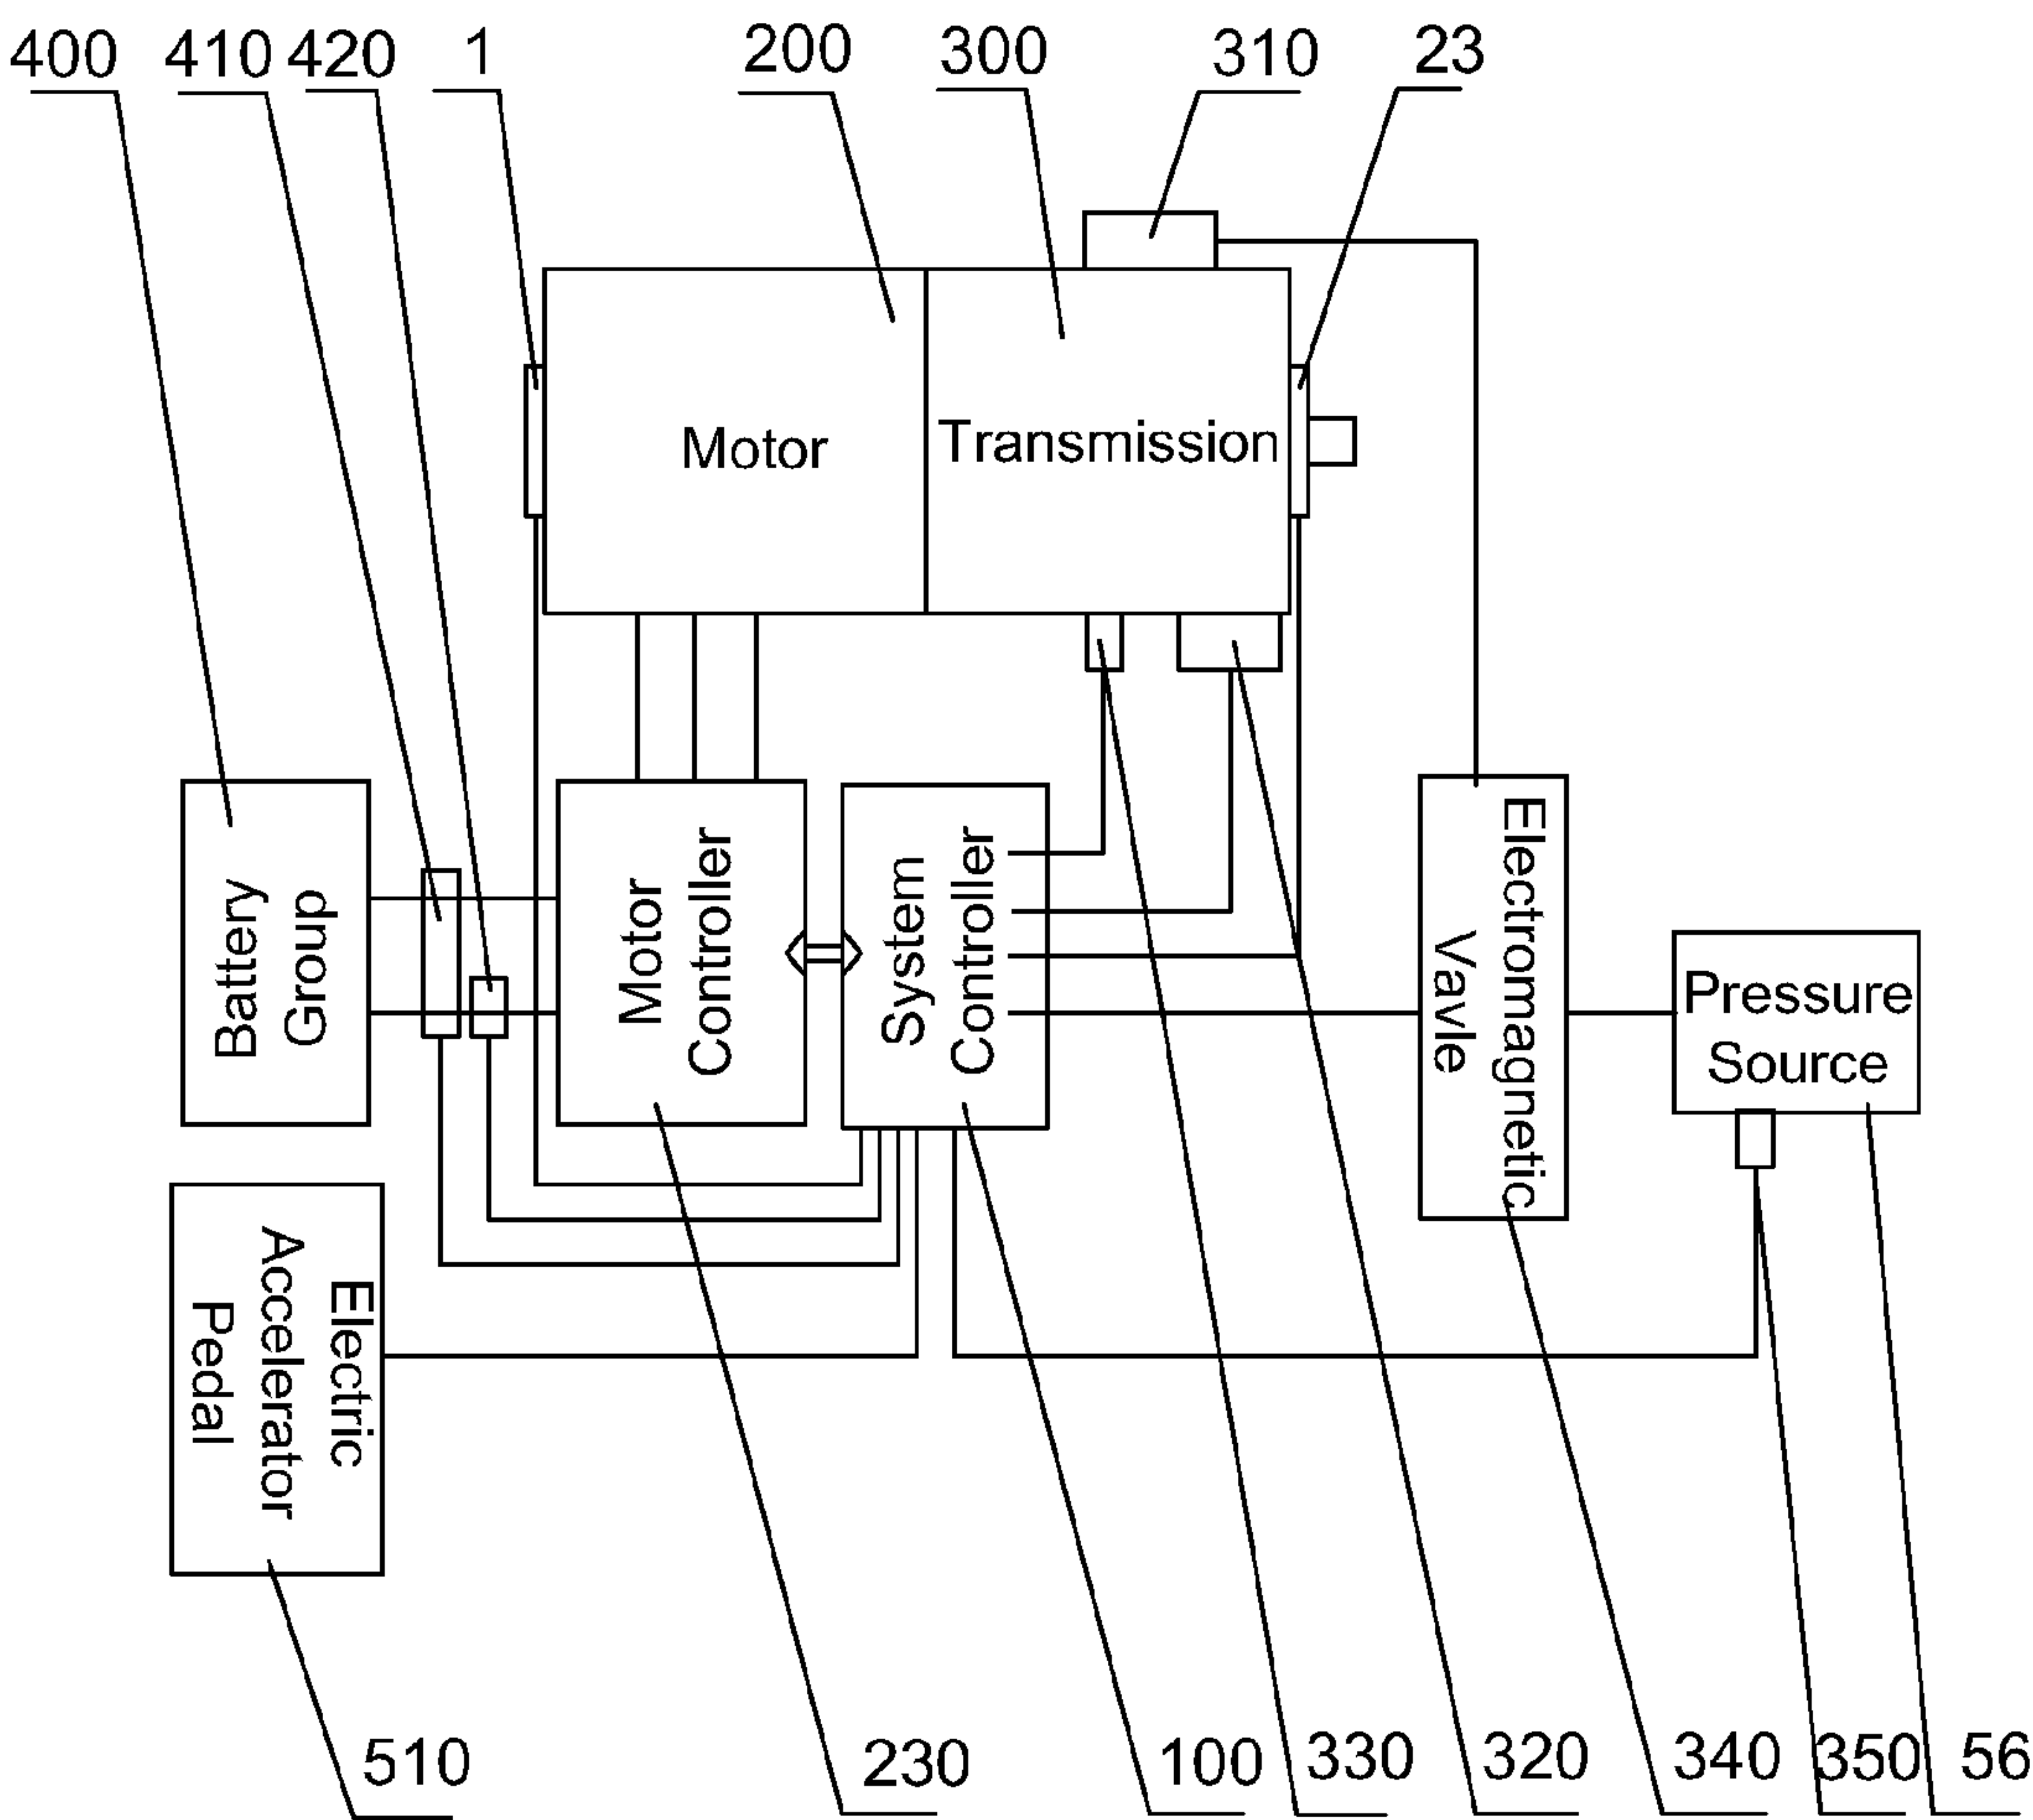 400 410 420 1 200 300 310 23
Motor
Transmission
Battery
Group
Motor
Controller
System
Controller
Electromagnetic
Vavle
Pressure
Source
Electric
Accelerator
Pedal
510 230 100 330 320 340 350 56